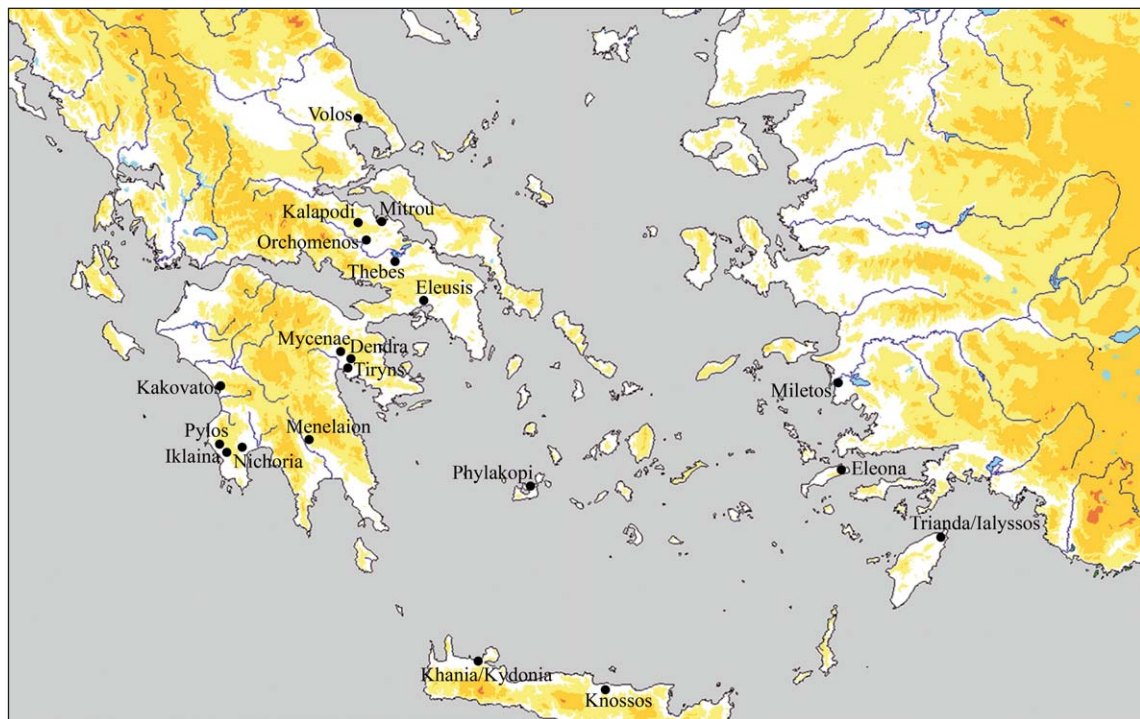 Volos
Kalapodi
Mitrou
Orchomenos
Thebes
Eleusis
Mycenae
Dendra
Tiryns
Kakovatos
Miletos
Pylos
Menelaion
Iklaina
Nichoria
Phylakopi
Eleona
Trianda/Ialyssos
Khania/Kydonia
Knossos